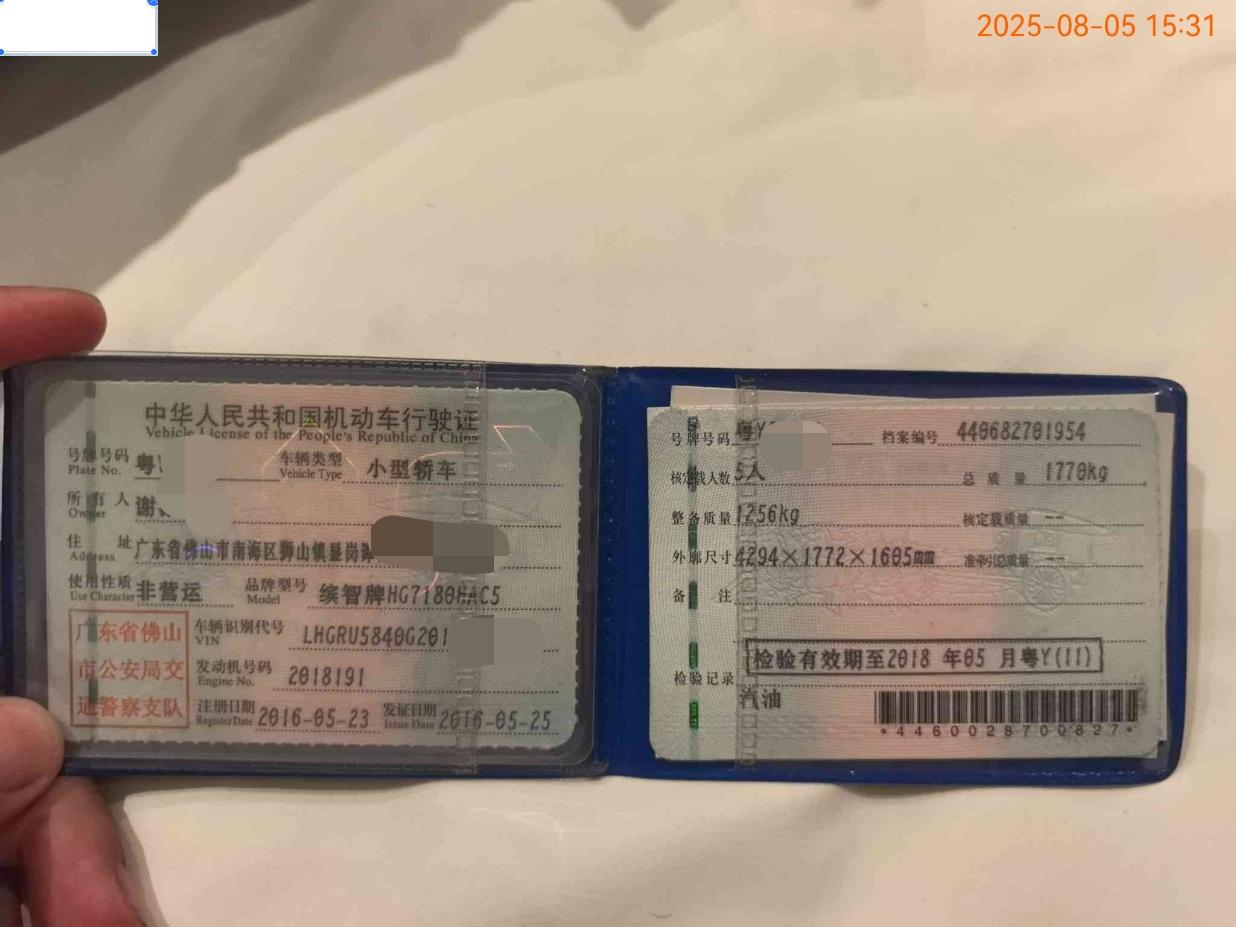 2025-08-05 15:31
中华人民共和国机动车行驶证
Vehicle License of the People's Republic of China
号牌号码 粤 车辆类型 小型轿车
Plate No. Vehicle Type
所有人 谢
Owner
住址 广东省佛山市南海区狮山镇显岗
Address
使用性质 非营运 品牌型号 缤智牌HG7180HAC5
Use Character Model
广东省佛山
市公安局交
通警察支队
车辆识别代号 LHGRU5840G201
VIN
发动机号码 2018191
Engine No.
注册日期 2016-05-23 发证日期 2016-05-25
Register Date Issue Date
号牌号码 粤Y 档案编号 440682701954
核定载人数 5人 总质量 1770kg
整备质量 1256kg 核定载质量 --
外廓尺寸 4294×1772×1605mm 准牵引总质量 --
备注
检验有效期至2018 年05 月粤Y(11)
检验记录
汽油
*4460028700827*